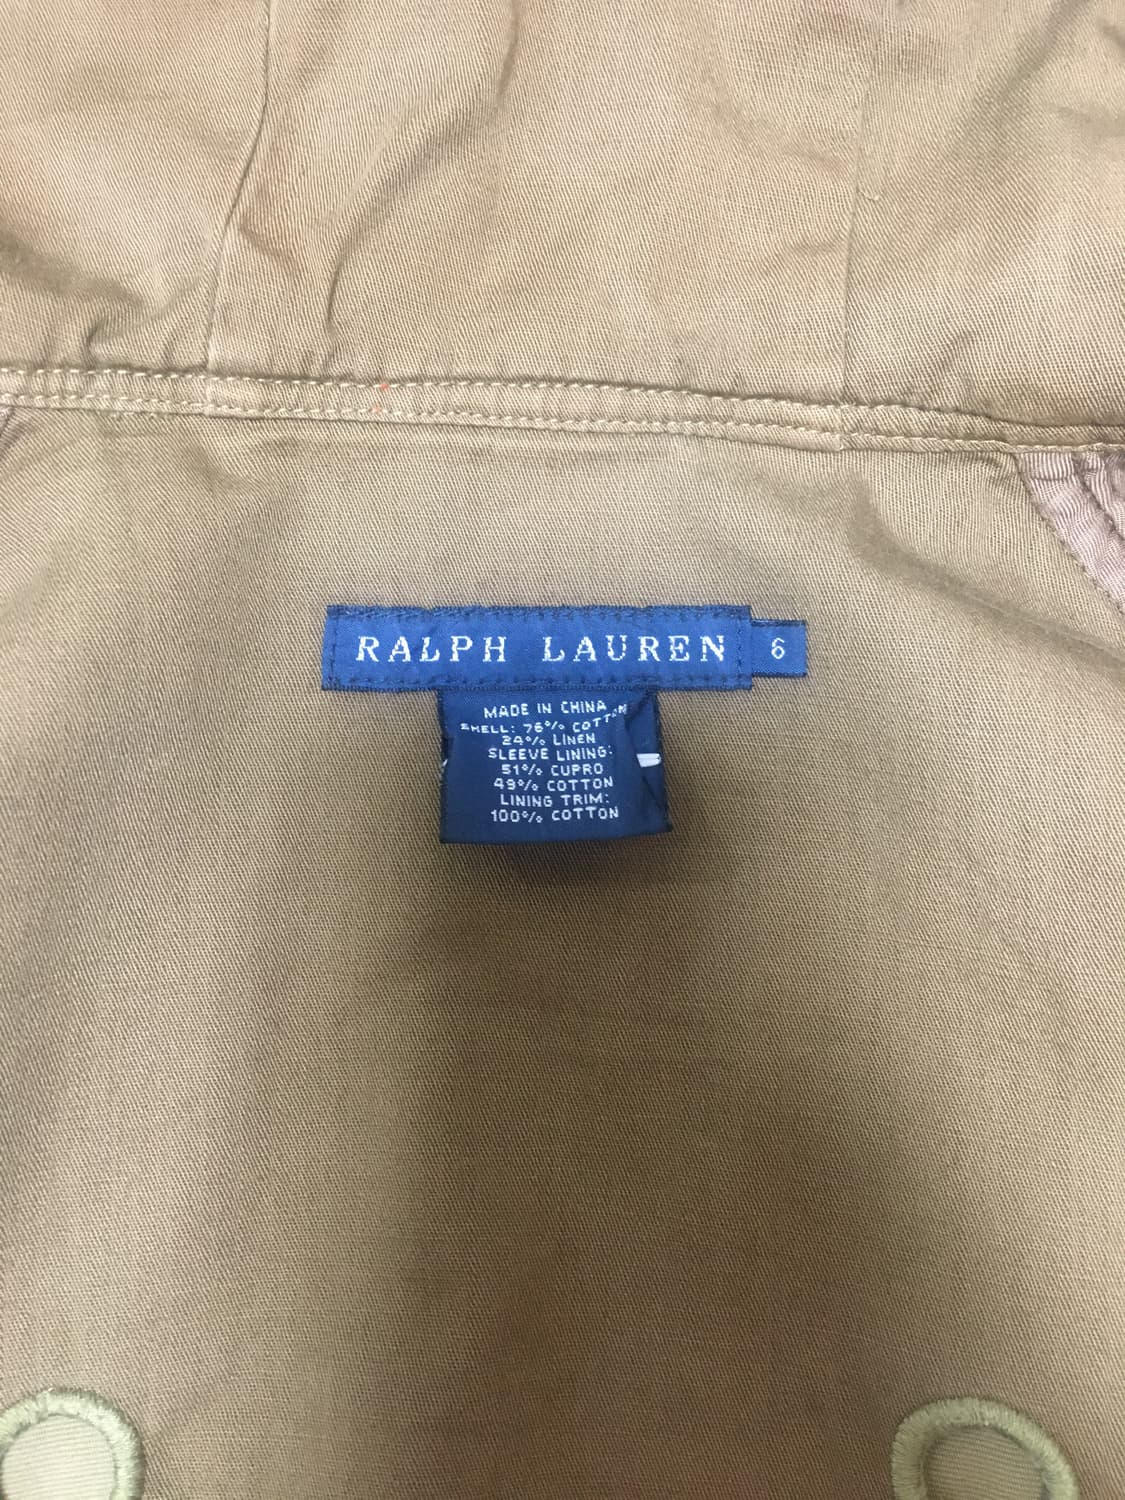 RALPH LAUREN 6
MADE IN CHINA
SHELL: 76% COTTON
24% LINEN
SLEEVE LINING:
51% CUPRO
49% COTTON
LINING TRIM:
100% COTTON